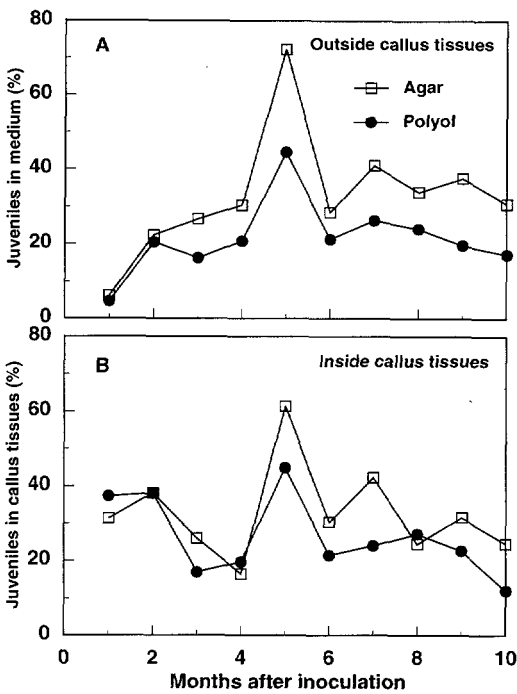 80
A
Outside callus tissues
60
Agar
Polyol
40
20
0
Juveniles in medium (%)
80
B
Inside callus tissues
60
40
20
0
Juveniles in callus tissues (%)
0 2 4 6 8 10
Months after inoculation